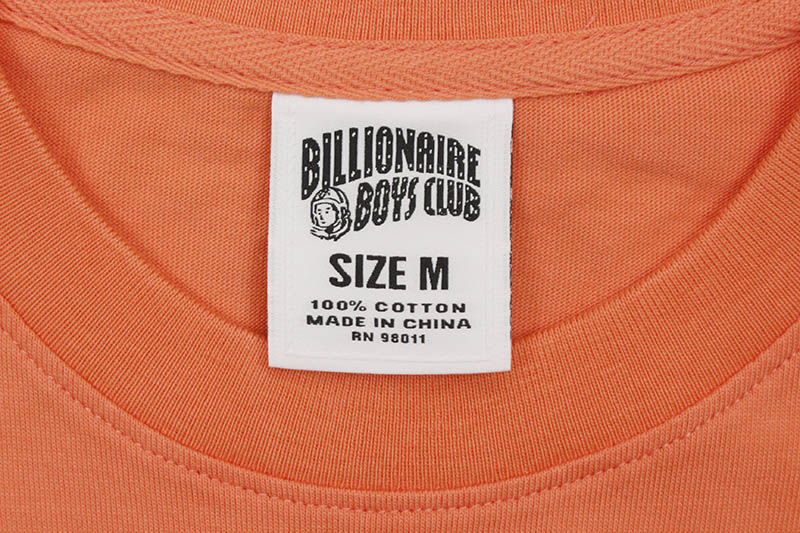 BILLIONAIRE
BOYS CLUB
SIZE M
100% COTTON
MADE IN CHINA
RN 98011